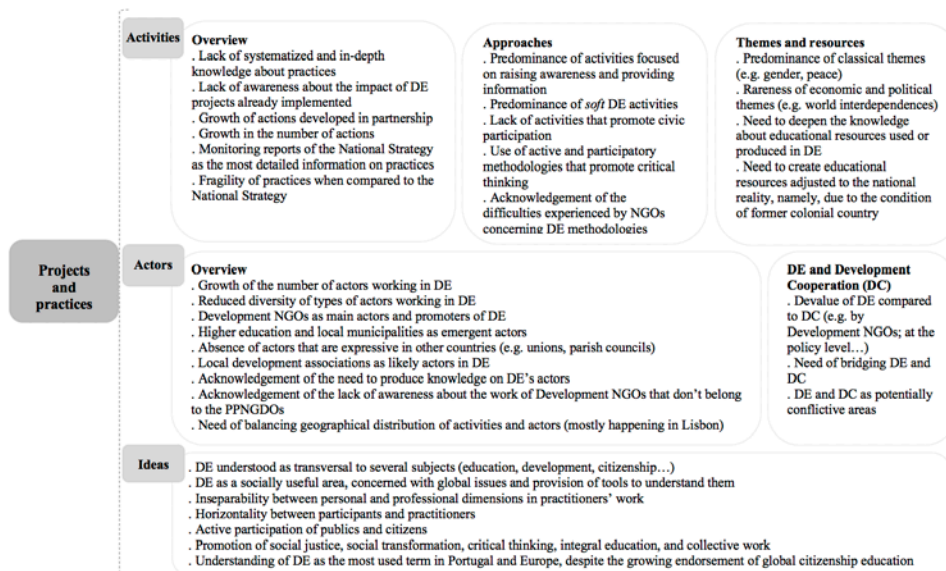 Projects
and
practices
Activities
Overview
. Lack of systematized and in-depth
knowledge about practices
. Lack of awareness about the impact of DE
projects already implemented
. Growth of actions developed in partnership
. Growth in the number of actions
. Monitoring reports of the National Strategy
as the most detailed information on practices
. Fragility of practices when compared to the
National Strategy
Approaches
. Predominance of activities focused
on raising awareness and providing
information
. Predominance of soft DE activities
. Lack of activities that promote civic
participation
. Use of active and participatory
methodologies that promote critical
thinking
. Acknowledgement of the
difficulties experienced by NGOs
concerning DE methodologies
Themes and resources
. Predominance of classical themes
(e.g. gender, peace)
. Rareness of economic and political
themes (e.g. world interdependences)
. Need to deepen the knowledge
about educational resources used or
produced in DE
. Need to create educational
resources adjusted to the national
reality, namely, due to the condition
of former colonial country
Actors
Overview
. Growth of the number of actors working in DE
. Reduced diversity of types of actors working in DE
. Development NGOs as main actors and promoters of DE
. Higher education and local municipalities as emergent actors
. Absence of actors that are expressive in other countries (e.g. unions, parish councils)
. Local development associations as likely actors in DE
. Acknowledgement of the need to produce knowledge on DE's actors
. Acknowledgement of the lack of awareness about the work of Development NGOs that don't belong
to the PPNGDOs
. Need of balancing geographical distribution of activities and actors (mostly happening in Lisbon)
DE and Development
Cooperation (DC)
. Devalue of DE compared
to DC (e.g. by
Development NGOs; at the
policy level…)
. Need of bridging DE and
DC
. DE and DC as potentially
conflictive areas
Ideas
. DE understood as transversal to several subjects (education, development, citizenship…)
. DE as a socially useful area, concerned with global issues and provision of tools to understand them
. Inseparability between personal and professional dimensions in practitioners' work
. Horizontality between participants and practitioners
. Active participation of publics and citizens
. Promotion of social justice, social transformation, critical thinking, integral education, and collective work
. Understanding of DE as the most used term in Portugal and Europe, despite the growing endorsement of global citizenship education